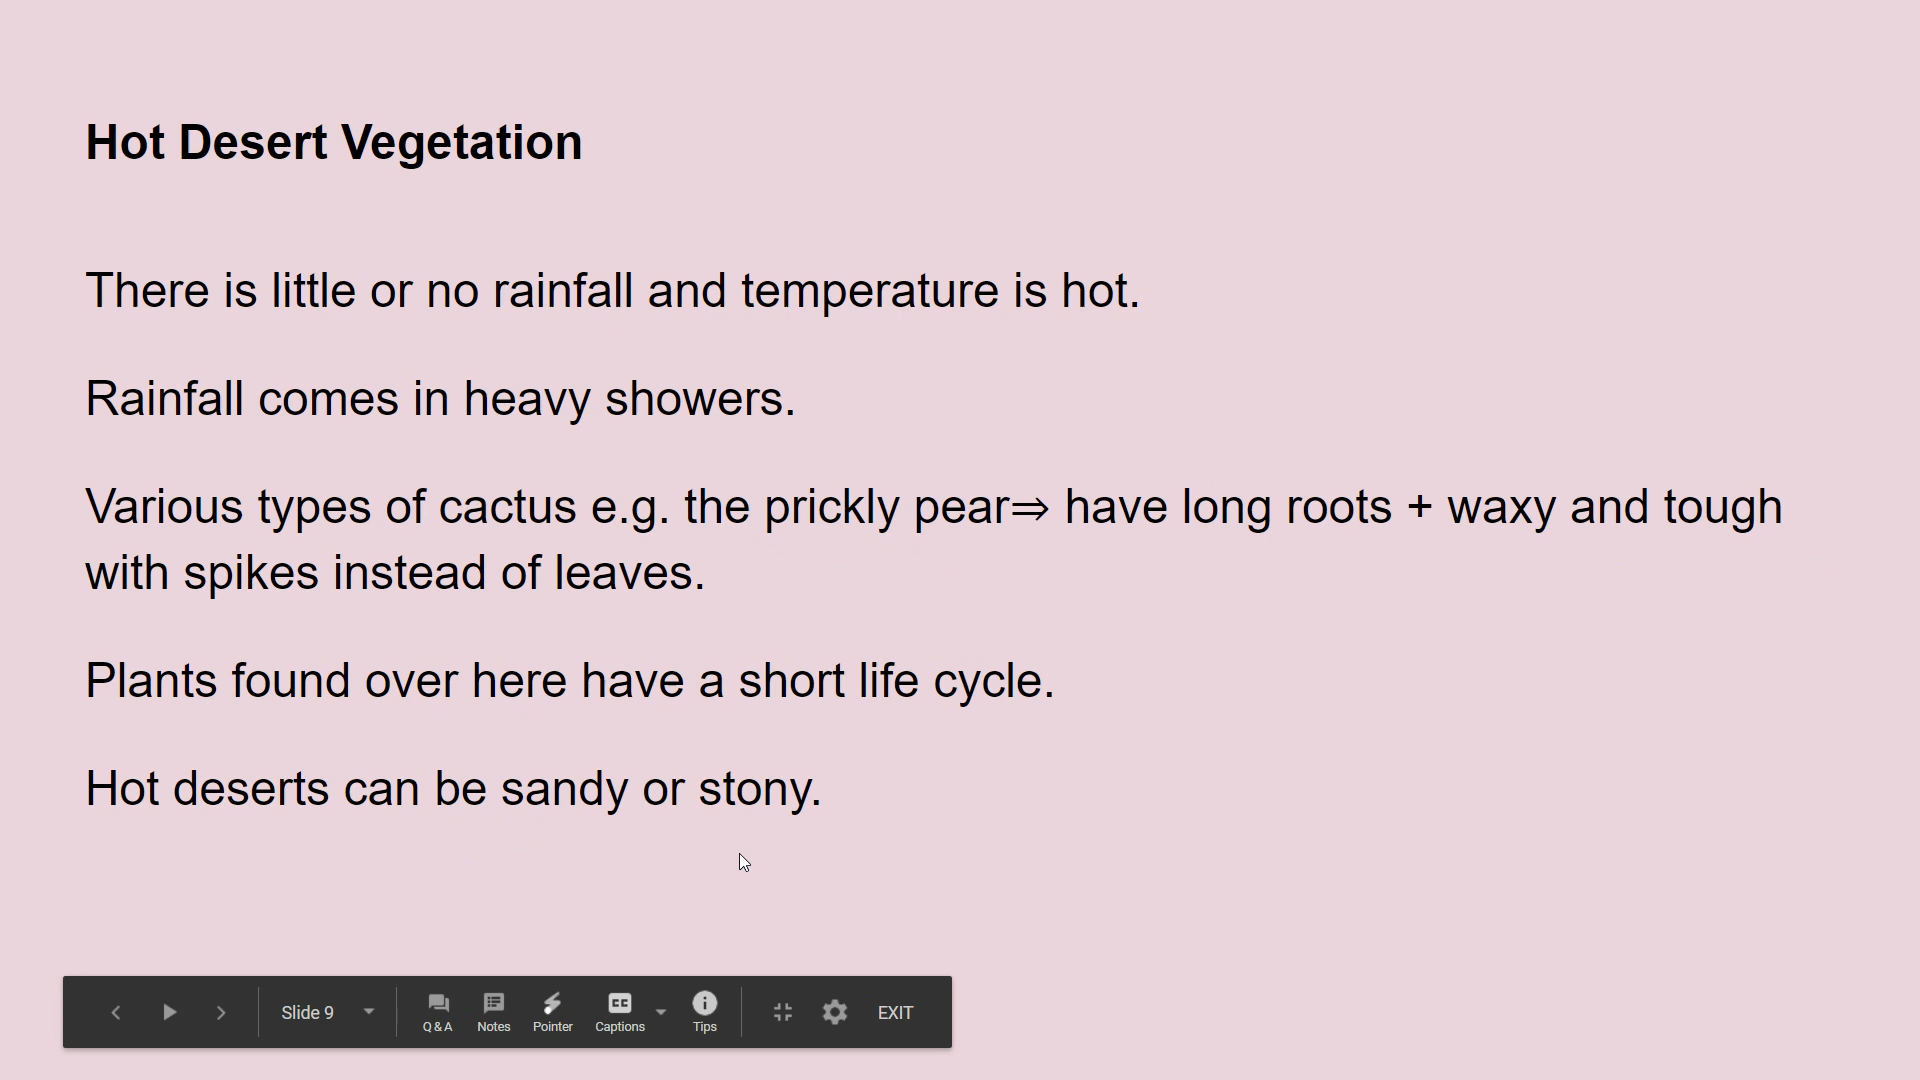 Hot Desert Vegetation
There is little or no rainfall and temperature is hot.
Rainfall comes in heavy showers.
Various types of cactus e.g. the prickly pear⇒ have long roots + waxy and tough
with spikes instead of leaves.
Plants found over here have a short life cycle.
Hot deserts can be sandy or stony.
Slide 9
Q & A
Notes
Pointer
CC
Captions
Tips
EXIT